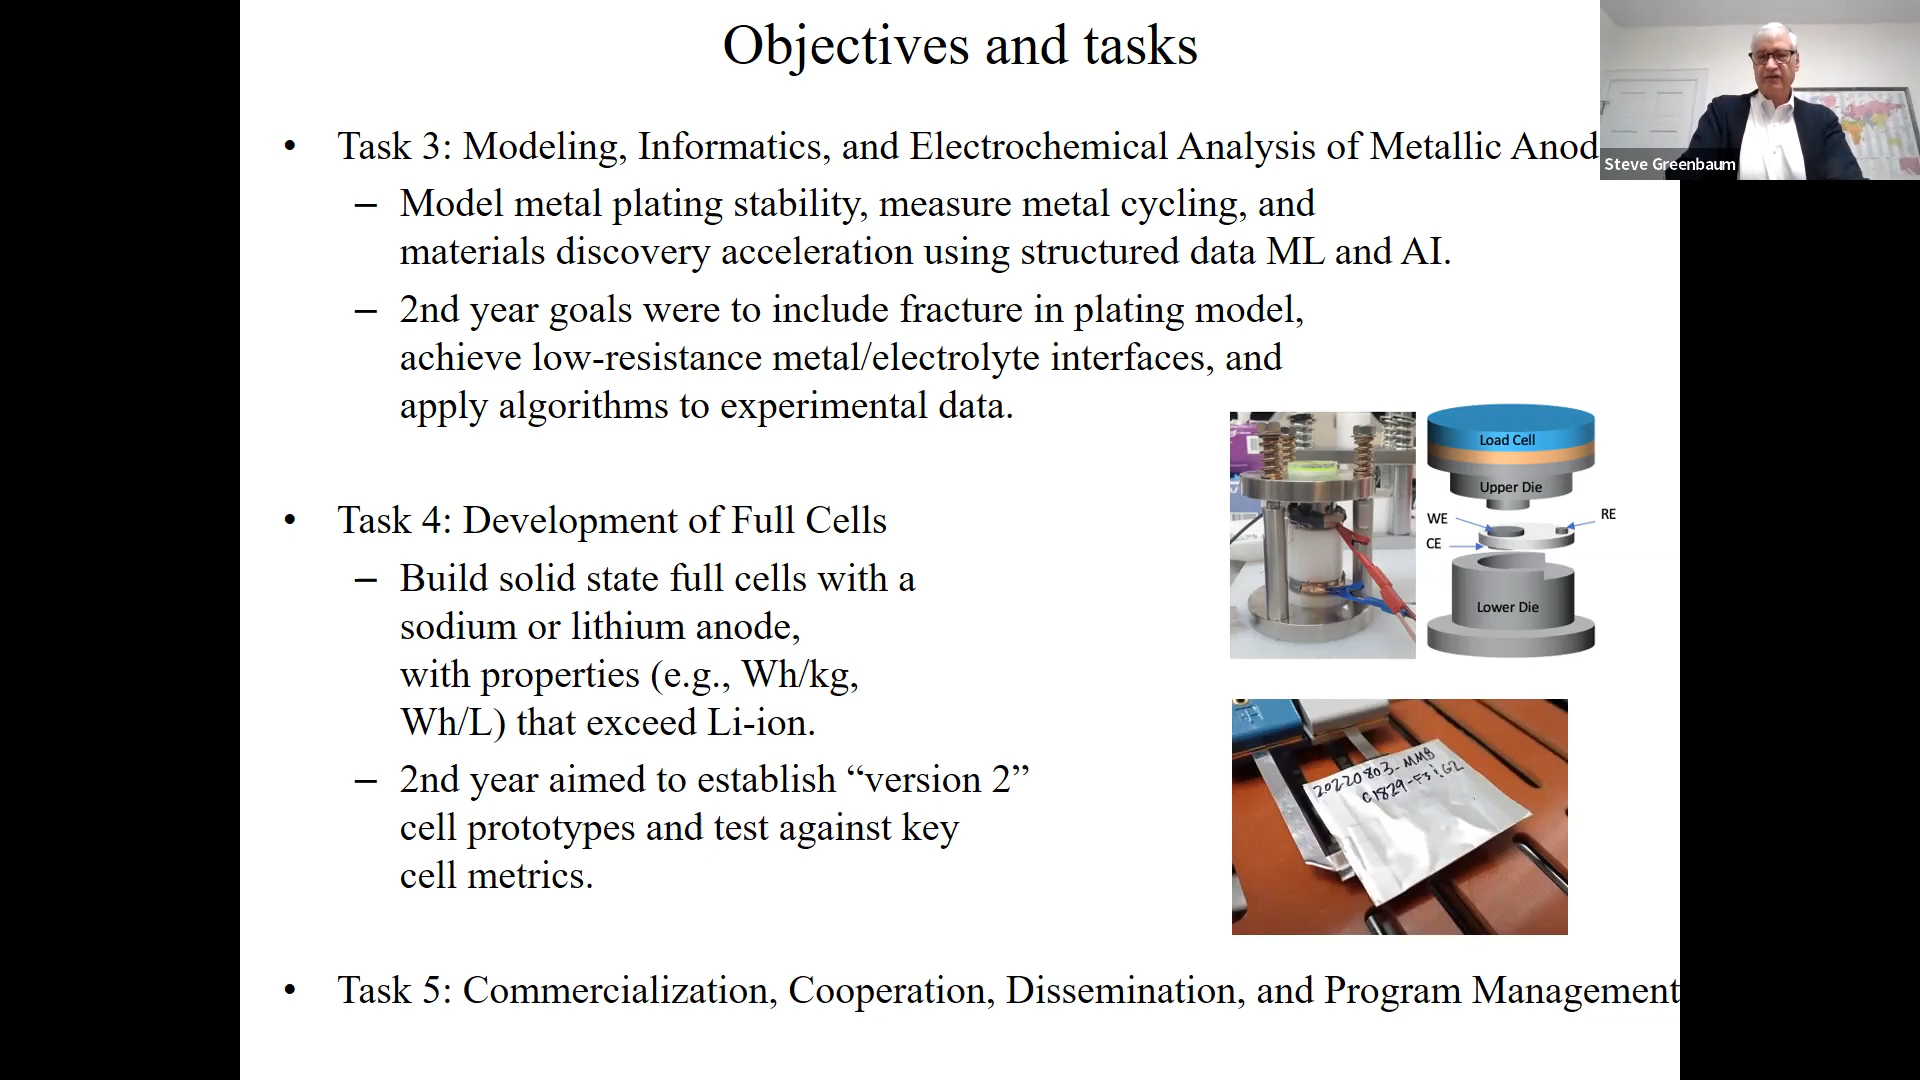 Objectives and tasks
• Task 3: Modeling, Informatics, and Electrochemical Analysis of Metallic Anod
– Model metal plating stability, measure metal cycling, and
materials discovery acceleration using structured data ML and AI.
– 2nd year goals were to include fracture in plating model,
achieve low-resistance metal/electrolyte interfaces, and
apply algorithms to experimental data.
• Task 4: Development of Full Cells
– Build solid state full cells with a
sodium or lithium anode,
with properties (e.g., Wh/kg,
Wh/L) that exceed Li-ion.
– 2nd year aimed to establish “version 2”
cell prototypes and test against key
cell metrics.
• Task 5: Commercialization, Cooperation, Dissemination, and Program Management
Load Cell
Upper Die
WE
RE
CE
Lower Die
20220803-MMB
Steve Greenbaum